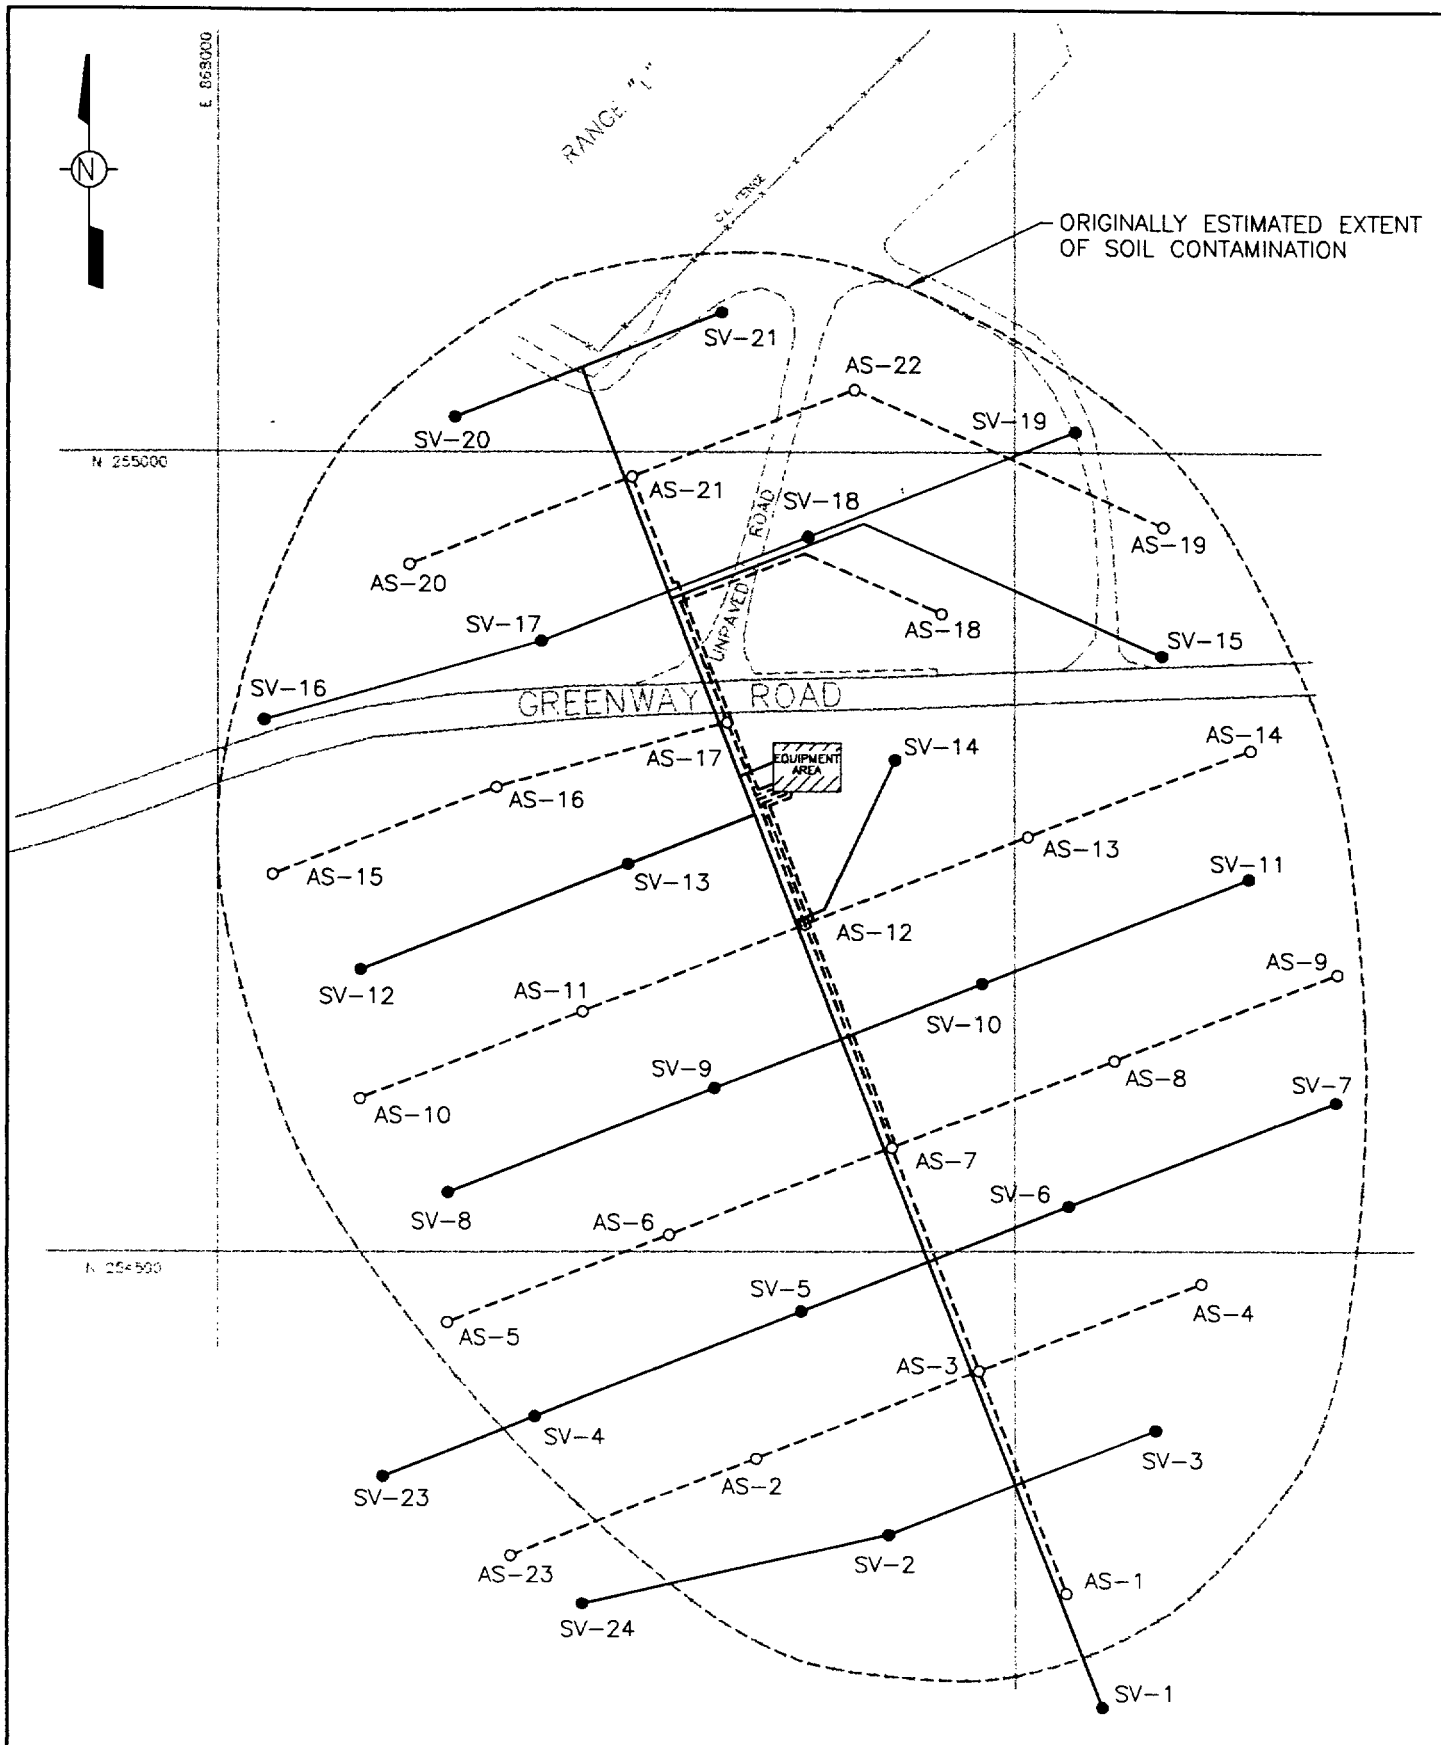 E 868000
N
RANGE "L"
C.L. FENCE
ORIGINALLY ESTIMATED EXTENT
OF SOIL CONTAMINATION
SV-21
AS-22
SV-20
SV-19
N 255000
AS-21
SV-18
UNPAVED ROAD
AS-19
AS-20
AS-18
SV-17
SV-15
SV-16
GREENWAY ROAD
AS-17
SV-14
AS-14
EQUIPMENT
AREA
AS-16
AS-13
SV-13
AS-15
SV-11
AS-12
AS-9
SV-12
AS-11
SV-10
SV-9
AS-8
SV-7
AS-10
AS-7
SV-6
SV-8
AS-6
N 254500
SV-5
AS-4
AS-5
AS-3
SV-4
SV-3
SV-23
AS-2
SV-2
AS-23
AS-1
SV-24
SV-1